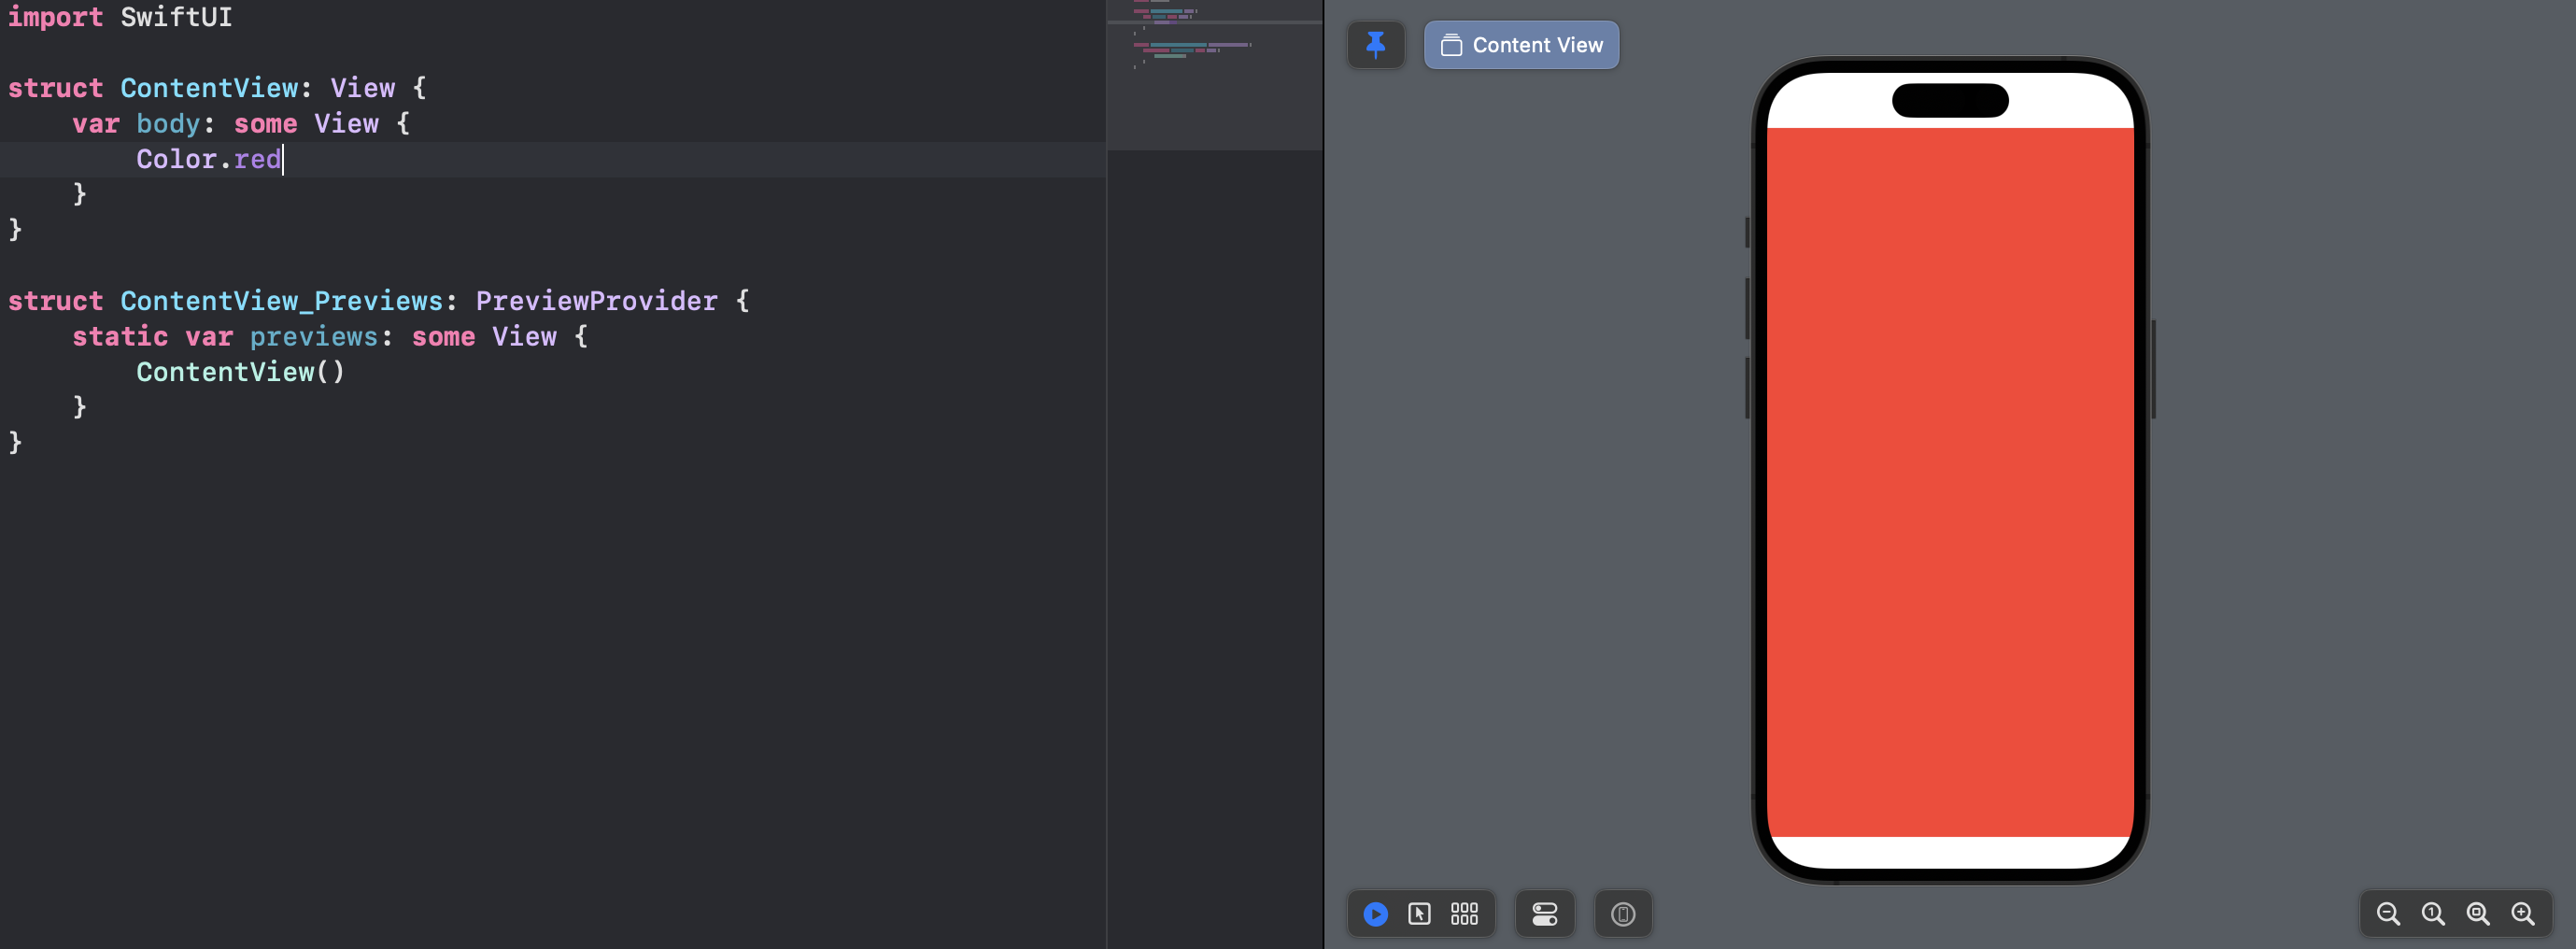 import SwiftUI
struct ContentView: View {
var body: some View {
Color.red
}
}
struct ContentView_Previews: PreviewProvider {
static var previews: some View {
ContentView()
}
}
Content View